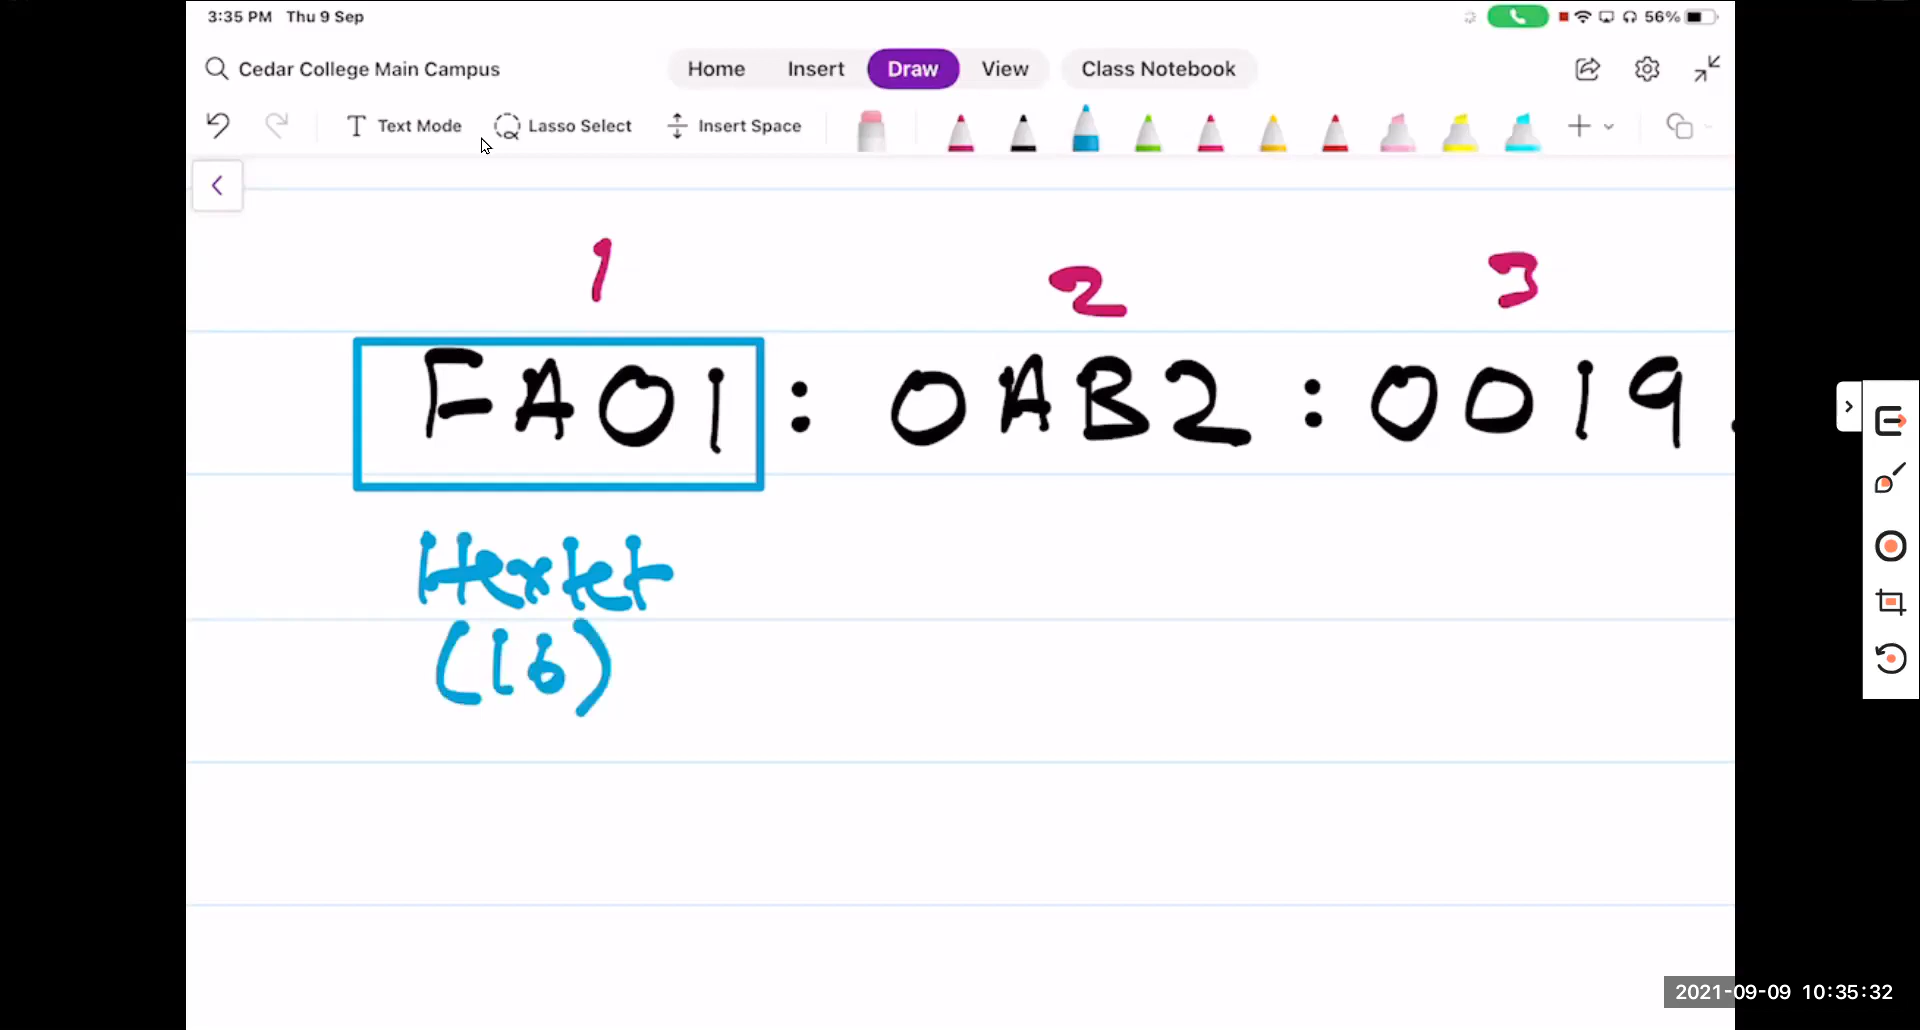 3:35 PM Thu 9 Sep 56%
Cedar College Main Campus Home Insert Draw View Class Notebook
Text Mode Lasso Select Insert Space
1 2 3
FA01 : 0AB2 : 0019
Hextet
(16)
2021-09-09 10:35:32